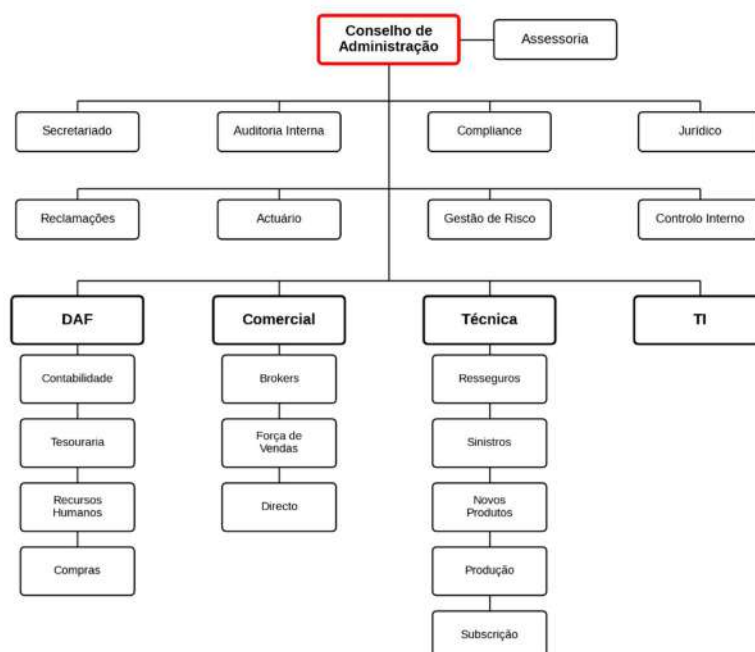 Conselho de
Administração
Assessoria
Secretariado
Auditoria Interna
Compliance
Jurídico
Reclamações
Actuário
Gestão de Risco
Controlo Interno
DAF
Comercial
Técnica
TI
Contabilidade
Brokers
Resseguros
Tesouraria
Força de
Vendas
Sinistros
Recursos
Humanos
Directo
Novos
Produtos
Compras
Produção
Subscrição